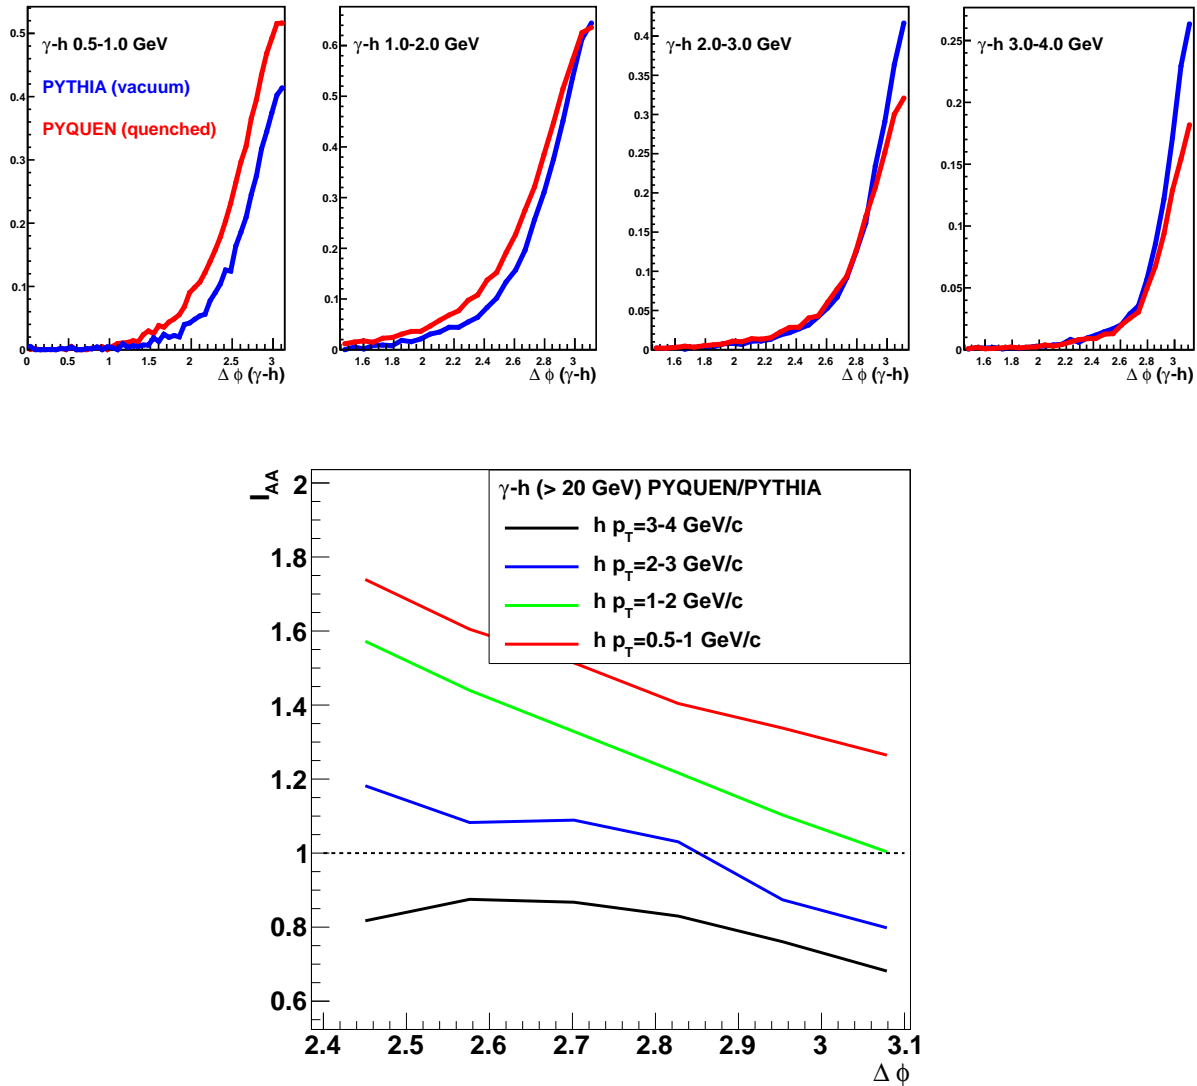 γ-h 0.5-1.0 GeV
PYTHIA (vacuum)
PYQUEN (quenched)
0.5
0.4
0.3
0.2
0.1
0
0 0.5 1 1.5 2 2.5 3
Δ ϕ (γ-h)
γ-h 1.0-2.0 GeV
0.6
0.5
0.4
0.3
0.2
0.1
0
1.6 1.8 2 2.2 2.4 2.6 2.8 3
Δ ϕ (γ-h)
γ-h 2.0-3.0 GeV
0.4
0.35
0.3
0.25
0.2
0.15
0.1
0.05
0
1.6 1.8 2 2.2 2.4 2.6 2.8 3
Δ ϕ (γ-h)
γ-h 3.0-4.0 GeV
0.25
0.2
0.15
0.1
0.05
0
1.6 1.8 2 2.2 2.4 2.6 2.8 3
Δ ϕ (γ-h)
I_AA
2
1.8
1.6
1.4
1.2
1
0.8
0.6
γ-h (> 20 GeV) PYQUEN/PYTHIA
h p_T=3-4 GeV/c
h p_T=2-3 GeV/c
h p_T=1-2 GeV/c
h p_T=0.5-1 GeV/c
2.4 2.5 2.6 2.7 2.8 2.9 3 3.1
Δ ϕ